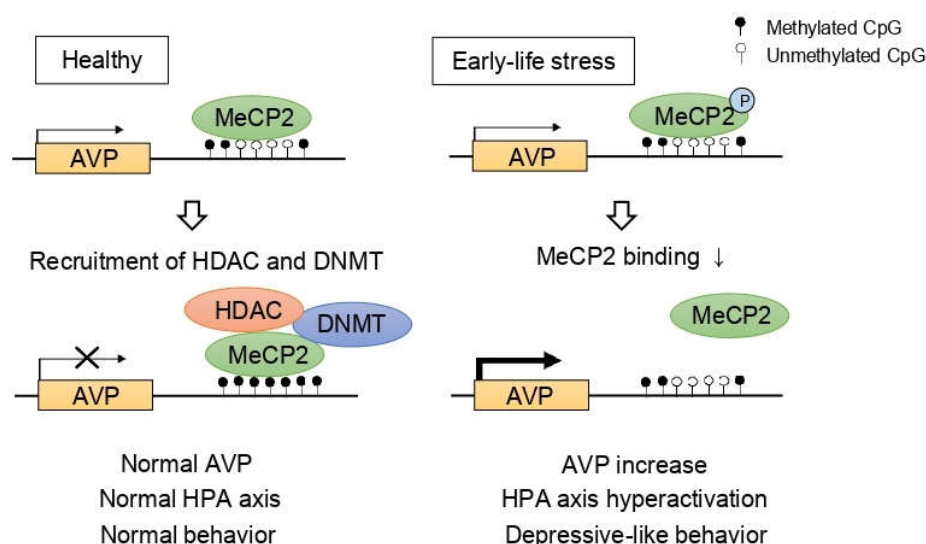 Methylated CpG
Unmethylated CpG
Healthy
MeCP2
AVP
Recruitment of HDAC and DNMT
HDAC
DNMT
MeCP2
AVP
Normal AVP
Normal HPA axis
Normal behavior
Early-life stress
MeCP2
P
AVP
MeCP2 binding ↓
MeCP2
AVP
AVP increase
HPA axis hyperactivation
Depressive-like behavior